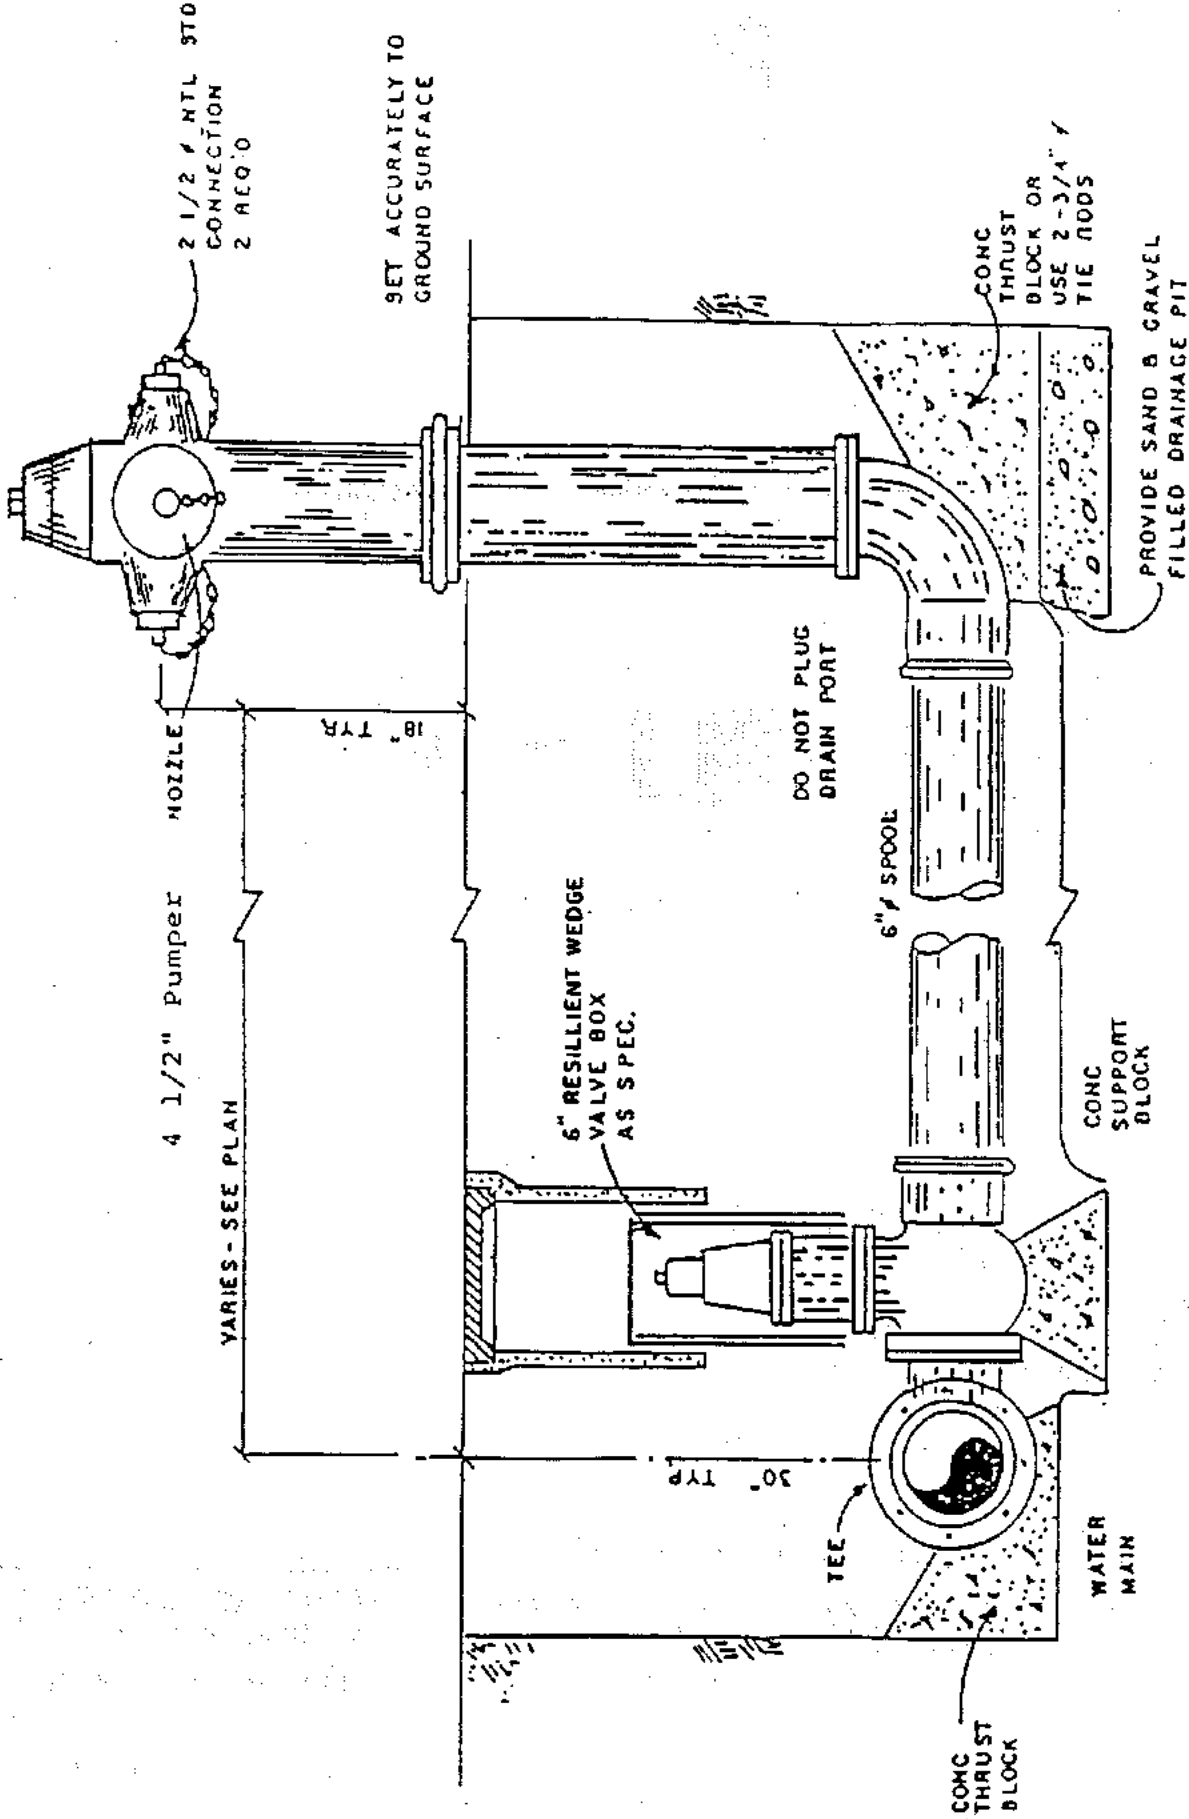 2 1/2 ⌀ NTL STD
CONNECTION
2 REQ'D
4 1/2" Pumper NOZZLE
VARIES - SEE PLAN
SET ACCURATELY TO
GROUND SURFACE
18" TYP.
6" RESILLIENT WEDGE
VALVE BOX
AS SPEC.
30" TYP
DO NOT PLUG
DRAIN PORT
6" ⌀ SPOOL
TEE
CONC
THRUST
BLOCK OR
USE 2-3/4" ⌀
TIE RODS
PROVIDE SAND & GRAVEL
FILLED DRAINAGE PIT
CONC
SUPPORT
BLOCK
WATER
MAIN
CONC
THRUST
BLOCK